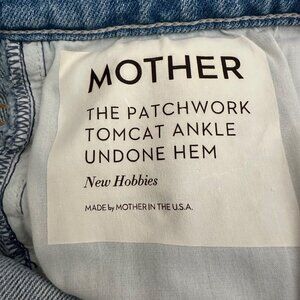 MOTHER
THE PATCHWORK
TOMCAT ANKLE
UNDONE HEM
New Hobbies
MADE by MOTHER IN THE U.S.A.